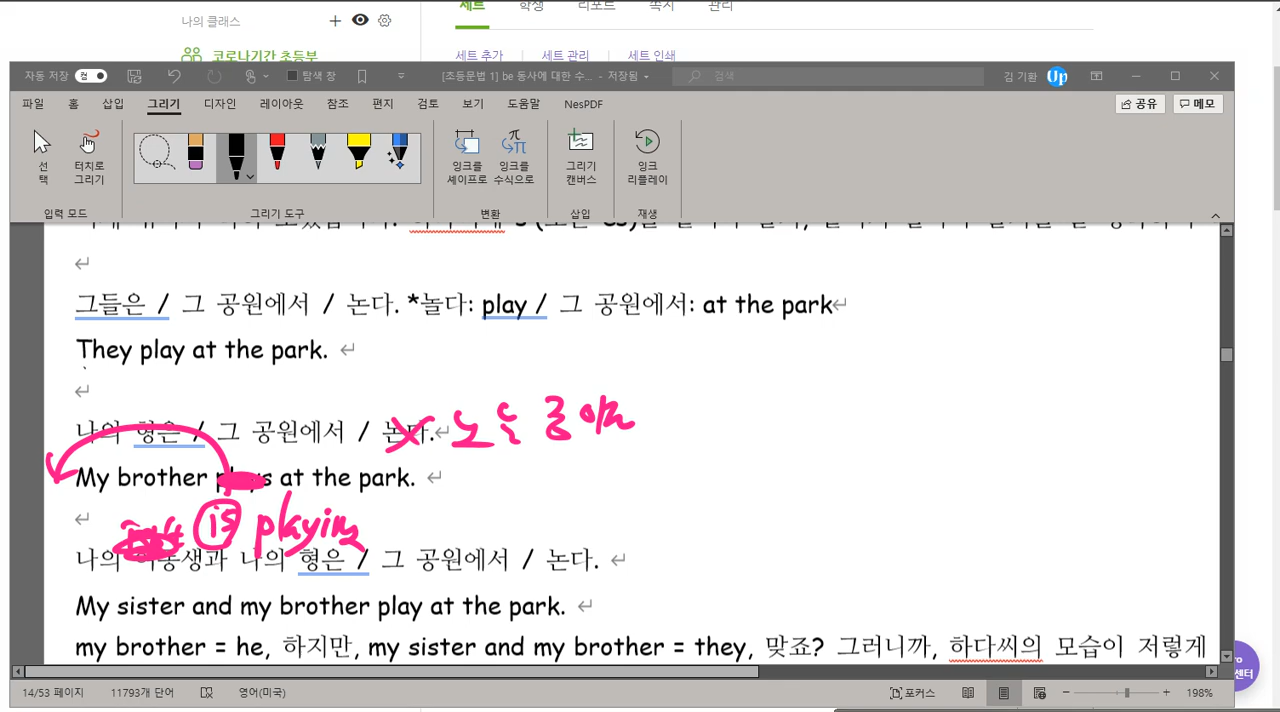 세트 학생 리포트 쪽지 관리
나의 클래스
코로나기간 초등부
세트 추가 세트 관리 세트 인쇄
자동 저장 켬 탐색 창 [초등문법 1] be 동사에 대한 수... - 저장됨 검색 김 기환 Up
파일 홈 삽입 그리기 디자인 레이아웃 참조 편지 검토 보기 도움말 NesPDF 공유 메모
선택 터치로 그리기 잉크를 셰이프로 잉크를 수식으로 그리기 캔버스 잉크 리플레이
입력 모드 그리기 도구 변환 삽입 재생
그들은 / 그 공원에서 / 논다. *놀다: play / 그 공원에서: at the park
They play at the park.
나의 형은 / 그 공원에서 / 논다. 노는 중이다
My brother plays at the park.
is playing
나의 여동생과 나의 형은 / 그 공원에서 / 논다.
My sister and my brother play at the park.
my brother = he, 하지만, my sister and my brother = they, 맞죠? 그러니까, 하다씨의 모습이 저렇게
센터
14/53 페이지 11793개 단어 영어(미국) 포커스 198%